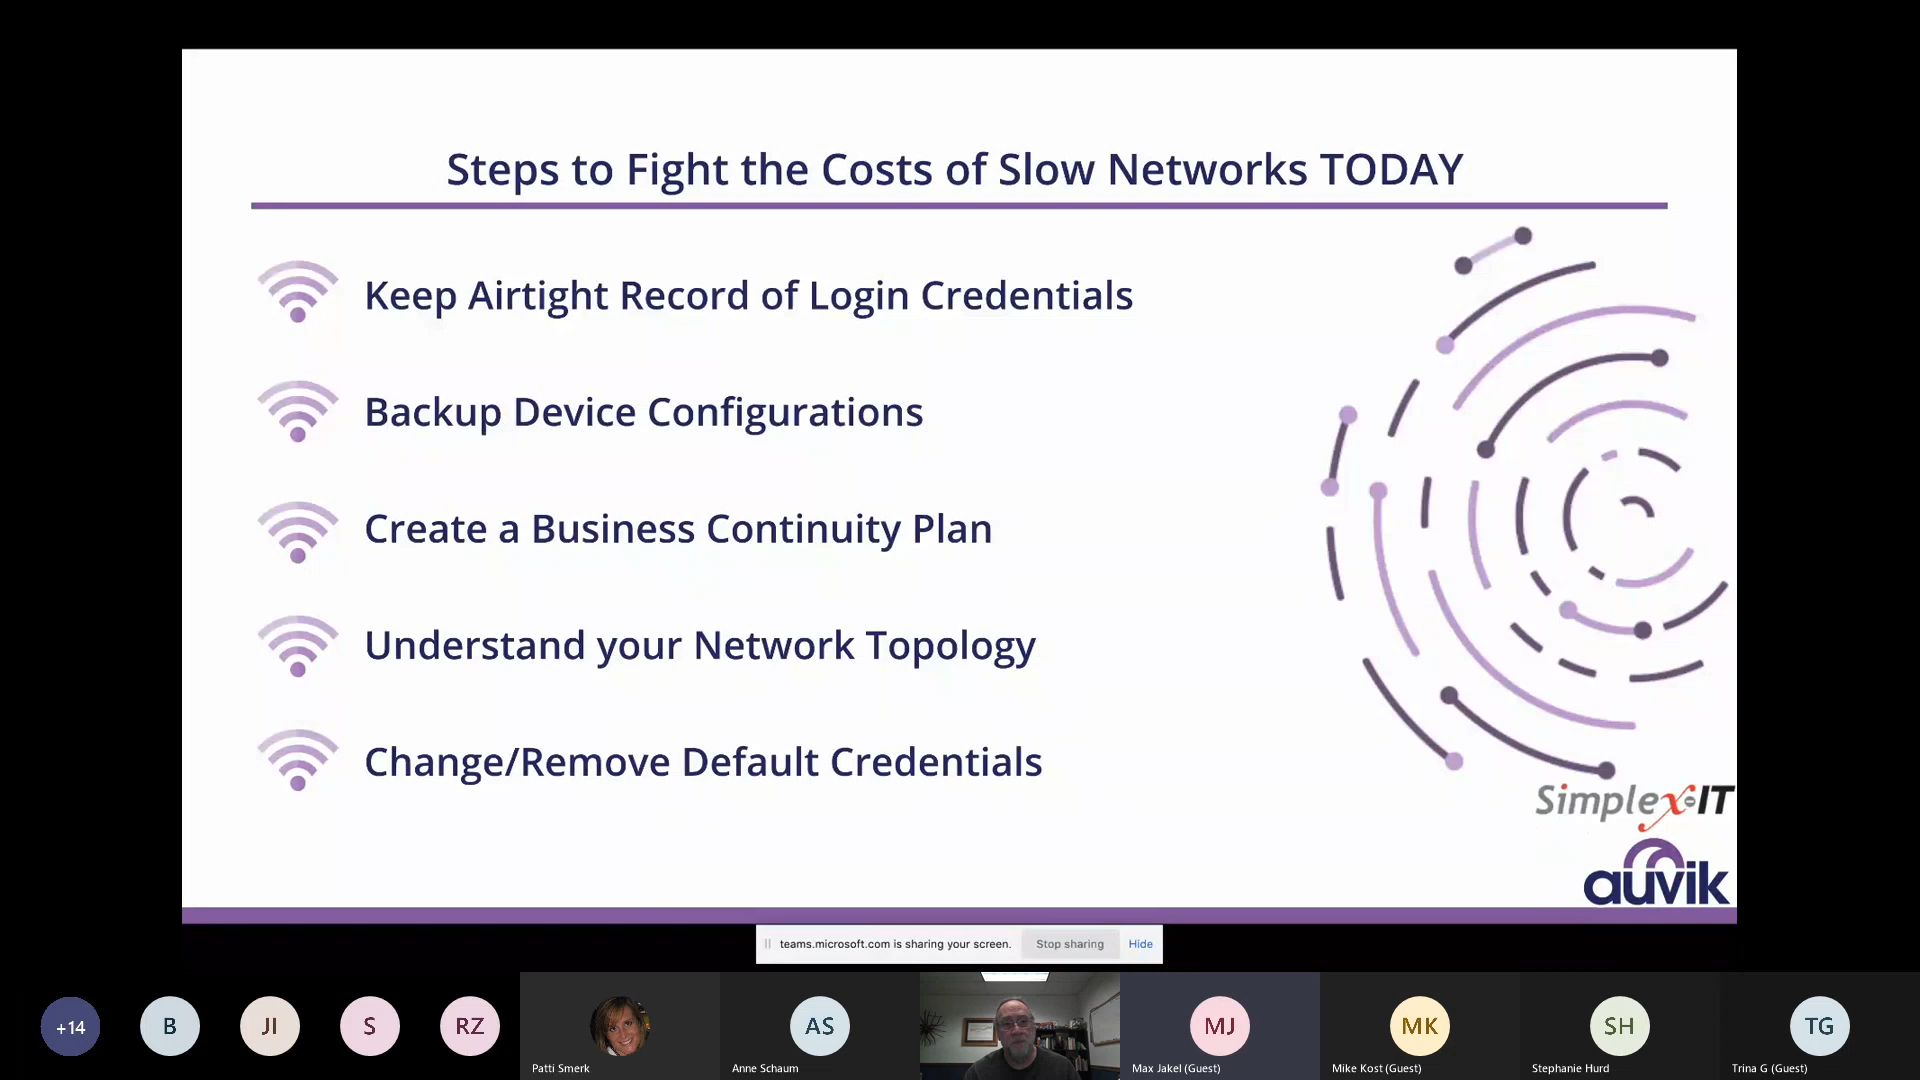 Steps to Fight the Costs of Slow Networks TODAY
Keep Airtight Record of Login Credentials
Backup Device Configurations
Create a Business Continuity Plan
Understand your Network Topology
Change/Remove Default Credentials
Simplex-IT
auvik
teams.microsoft.com is sharing your screen.
Stop sharing
Hide
+14
B
JI
S
RZ
AS
MJ
MK
SH
TG
Patti Smerk
Anne Schaum
Max Jakel (Guest)
Mike Kost (Guest)
Stephanie Hurd
Trina G (Guest)